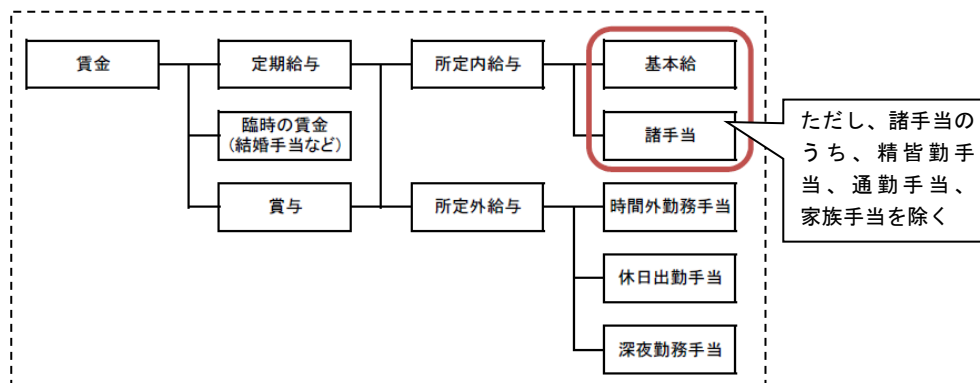 賃金
定期給与
所定内給与
基本給
臨時の賃金
(結婚手当など)
諸手当
賞与
所定外給与
時間外勤務手当
休日出勤手当
深夜勤務手当
ただし、諸手当の
うち、精皆勤手
当、通勤手当、
家族手当を除く